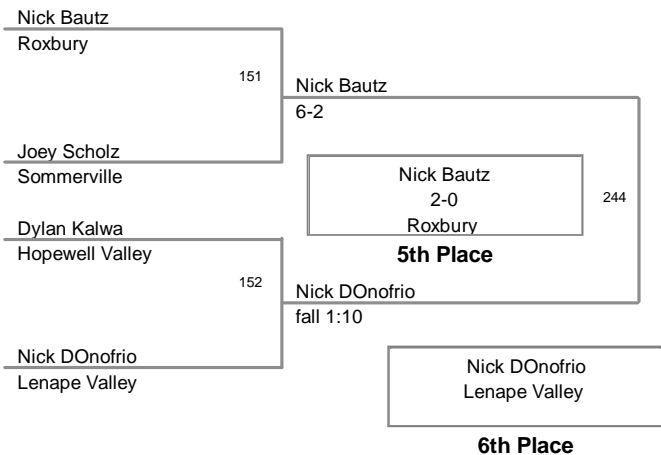 Nick Bautz
Roxbury
151
Nick Bautz
6-2
Joey Scholz
Sommerville
Nick Bautz
2-0
Roxbury
244
5th Place
Dylan Kalwa
Hopewell Valley
152
Nick DOnofrio
fall 1:10
Nick DOnofrio
Lenape Valley
Nick DOnofrio
Lenape Valley
6th Place